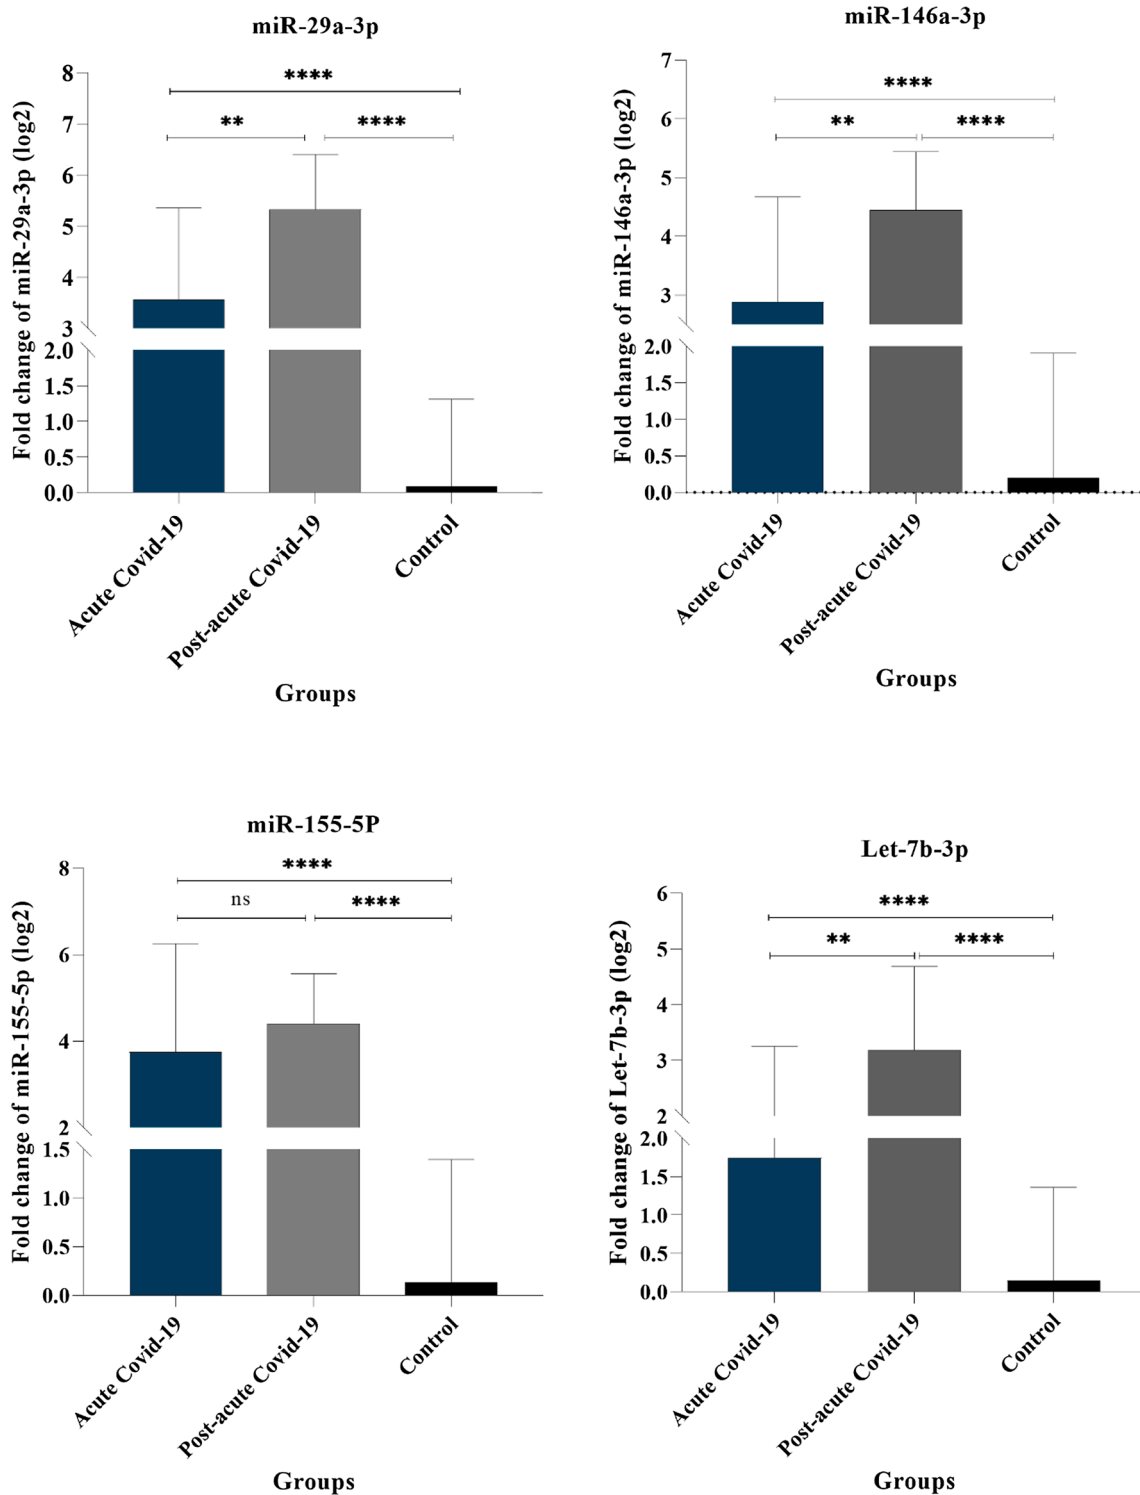 miR-29a-3p
Fold change of miR-29a-3p (log2)
8
7
6
5
4
3
2.0
1.5
1.0
0.5
0.0
****
** ****
Acute Covid-19
Post-acute Covid-19
Control
Groups
miR-146a-3p
Fold change of miR-146a-3p (log2)
7
6
5
4
3
2.0
1.5
1.0
0.5
0.0
****
** ****
Acute Covid-19
Post-acute Covid-19
Control
Groups
miR-155-5P
Fold change of miR-155-5p (log2)
8
6
4
2
1.5
1.0
0.5
0.0
****
ns ****
Acute Covid-19
Post-acute Covid-19
Control
Groups
Let-7b-3p
Fold change of Let-7b-3p (log2)
6
5
4
3
2
2.0
1.5
1.0
0.5
0.0
****
** ****
Acute Covid-19
Post-acute Covid-19
Control
Groups